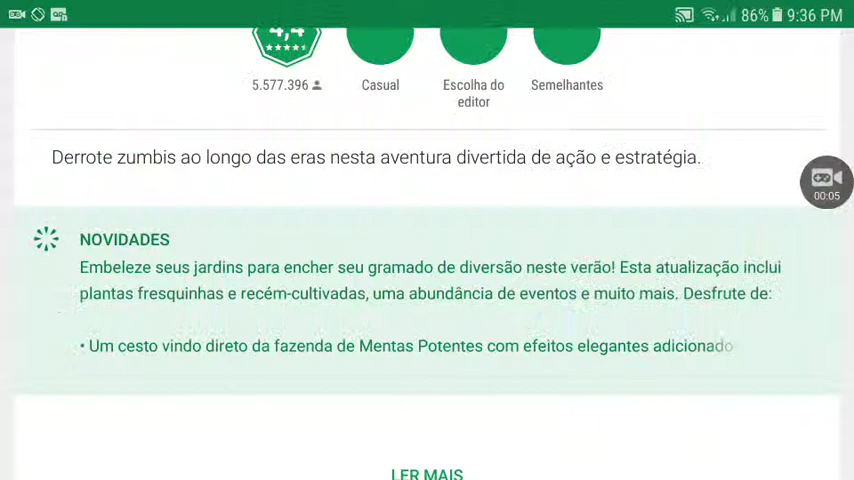 86% 9:36 PM
4,4
5.577.396 Casual Escolha do editor Semelhantes
Derrote zumbis ao longo das eras nesta aventura divertida de ação e estratégia.
00:05
NOVIDADES
Embeleze seus jardins para encher seu gramado de diversão neste verão! Esta atualização inclui
plantas fresquinhas e recém-cultivadas, uma abundância de eventos e muito mais. Desfrute de:
• Um cesto vindo direto da fazenda de Mentas Potentes com efeitos elegantes adicionado
LER MAIS